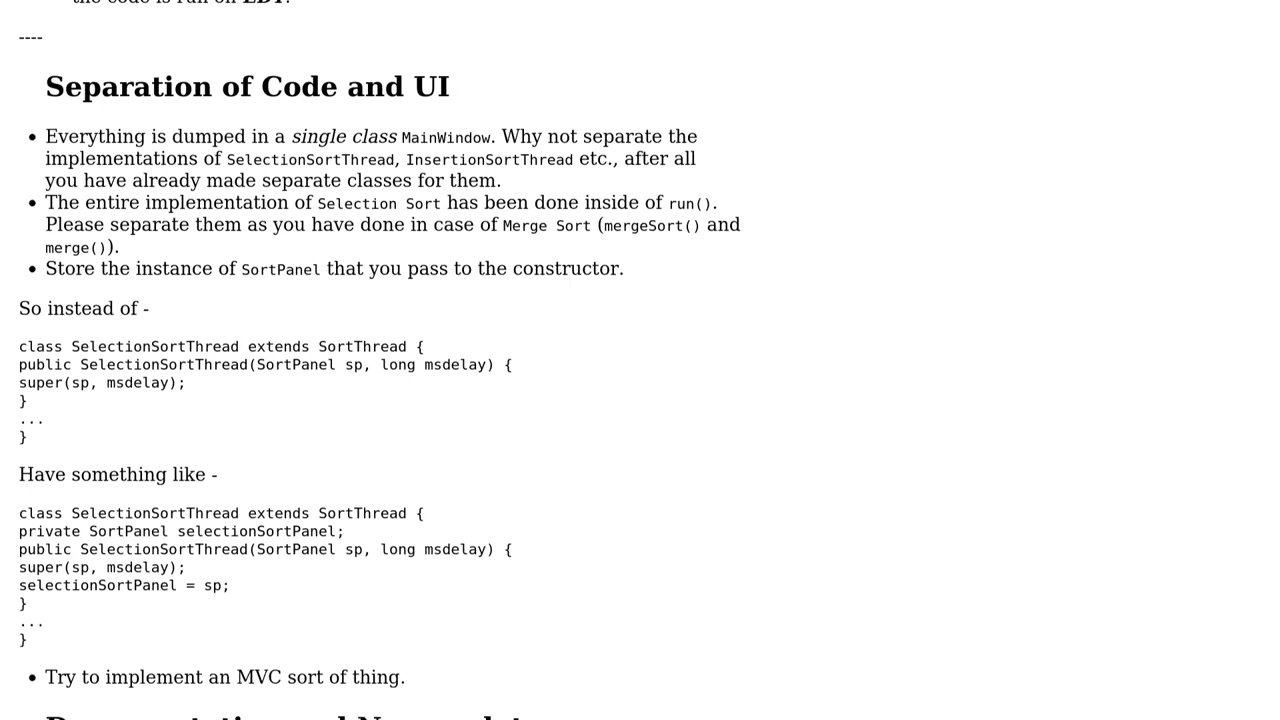 the code is run on EDT.
----
Separation of Code and UI
• Everything is dumped in a single class MainWindow. Why not separate the
implementations of SelectionSortThread, InsertionSortThread etc., after all
you have already made separate classes for them.
• The entire implementation of Selection Sort has been done inside of run().
Please separate them as you have done in case of Merge Sort (mergeSort() and
merge()).
• Store the instance of SortPanel that you pass to the constructor.
So instead of -
class SelectionSortThread extends SortThread {
public SelectionSortThread(SortPanel sp, long msdelay) {
super(sp, msdelay);
}
...
}
Have something like -
class SelectionSortThread extends SortThread {
private SortPanel selectionSortPanel;
public SelectionSortThread(SortPanel sp, long msdelay) {
super(sp, msdelay);
selectionSortPanel = sp;
}
...
}
• Try to implement an MVC sort of thing.